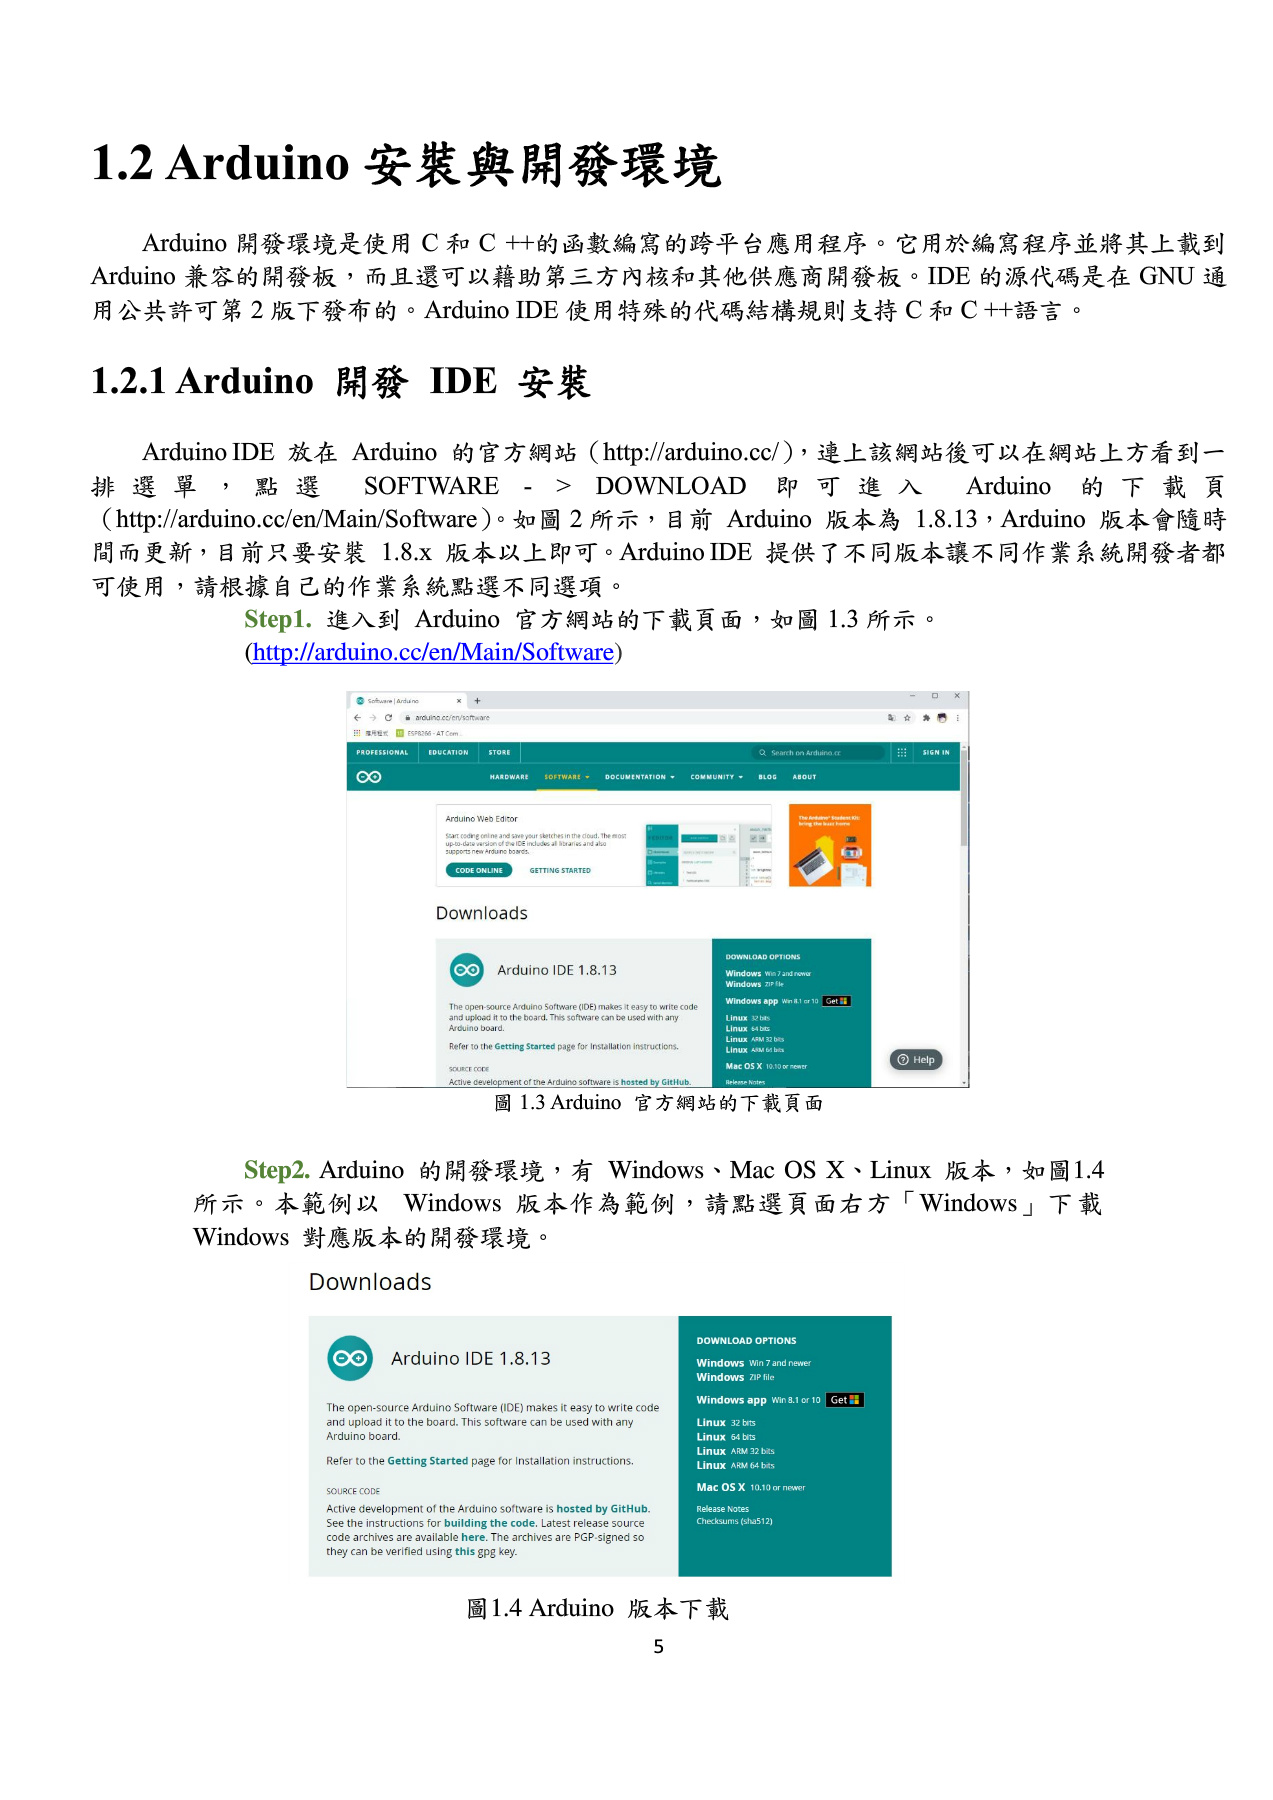 1.2 Arduino 安裝與開發環境
Arduino 開發環境是使用 C 和 C ++的函數編寫的跨平台應用程序。它用於編寫程序並將其上載到
Arduino 兼容的開發板，而且還可以藉助第三方內核和其他供應商開發板。IDE 的源代碼是在 GNU 通
用公共許可第 2 版下發布的。Arduino IDE 使用特殊的代碼結構規則支持 C 和 C ++語言。
1.2.1 Arduino 開發 IDE 安裝
Arduino IDE 放在 Arduino 的官方網站（http://arduino.cc/），連上該網站後可以在網站上方看到一
排選單，點選 SOFTWARE - > DOWNLOAD 即可進入 Arduino 的下載頁
（http://arduino.cc/en/Main/Software）。如圖 2 所示，目前 Arduino 版本為 1.8.13，Arduino 版本會隨時
間而更新，目前只要安裝 1.8.x 版本以上即可。Arduino IDE 提供了不同版本讓不同作業系統開發者都
可使用，請根據自己的作業系統點選不同選項。
Step1. 進入到 Arduino 官方網站的下載頁面，如圖 1.3 所示。
(http://arduino.cc/en/Main/Software)
Software | Arduino
arduino.cc/en/software
應用程式 ESP8266 - AT Com...
PROFESSIONAL EDUCATION STORE Search on Arduino.cc SIGN IN
HARDWARE SOFTWARE DOCUMENTATION COMMUNITY BLOG ABOUT
Arduino Web Editor
Start coding online and save your sketches in the cloud. The most
up-to-date version of the IDE includes all libraries and also
supports new Arduino boards.
CODE ONLINE GETTING STARTED
The Arduino Student Kit:
Bring the buzz home
Downloads
Arduino IDE 1.8.13
The open-source Arduino Software (IDE) makes it easy to write code
and upload it to the board. This software can be used with any
Arduino board.
Refer to the Getting Started page for Installation instructions.
SOURCE CODE
Active development of the Arduino software is hosted by GitHub.
DOWNLOAD OPTIONS
Windows Win 7 and newer
Windows ZIP file
Windows app Win 8.1 or 10 Get
Linux 32 bits
Linux 64 bits
Linux ARM 32 bits
Linux ARM 64 bits
Mac OS X 10.10 or newer
Release Notes
Help
圖 1.3 Arduino 官方網站的下載頁面
Step2. Arduino 的開發環境，有 Windows、Mac OS X、Linux 版本，如圖1.4
所示。本範例以 Windows 版本作為範例，請點選頁面右方「Windows」下載
Windows 對應版本的開發環境。
Downloads
Arduino IDE 1.8.13
The open-source Arduino Software (IDE) makes it easy to write code
and upload it to the board. This software can be used with any
Arduino board.
Refer to the Getting Started page for Installation instructions.
SOURCE CODE
Active development of the Arduino software is hosted by GitHub.
See the instructions for building the code. Latest release source
code archives are available here. The archives are PGP-signed so
they can be verified using this gpg key.
DOWNLOAD OPTIONS
Windows Win 7 and newer
Windows ZIP file
Windows app Win 8.1 or 10 Get
Linux 32 bits
Linux 64 bits
Linux ARM 32 bits
Linux ARM 64 bits
Mac OS X 10.10 or newer
Release Notes
Checksums (sha512)
圖1.4 Arduino 版本下載
5